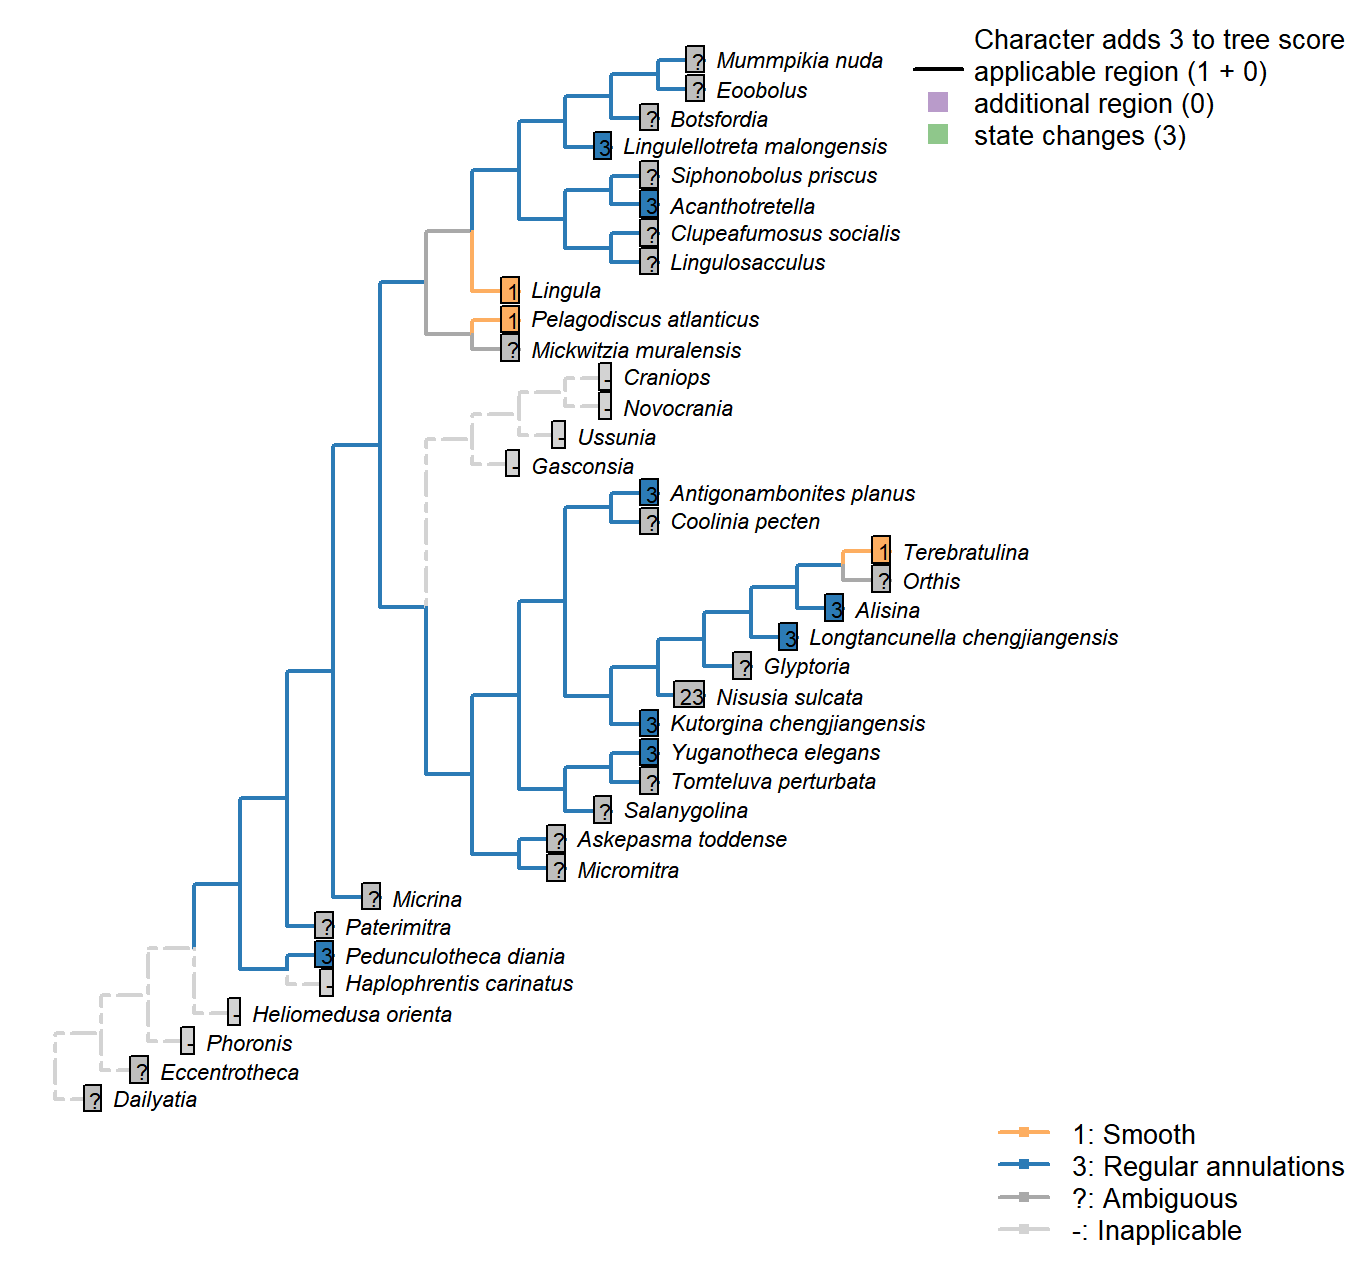 Character adds 3 to tree score
applicable region (1 + 0)
additional region (0)
state changes (3)
? Mummpikia nuda
? Eoobolus
? Botsfordia
3 Lingulellotreta malongensis
? Siphonobolus priscus
3 Acanthotretella
? Clupeafumosus socialis
? Lingulosacculus
1 Lingula
1 Pelagodiscus atlanticus
? Mickwitzia muralensis
- Craniops
- Novocrania
- Ussunia
- Gasconsia
3 Antigonambonites planus
? Coolinia pecten
1 Terebratulina
? Orthis
3 Alisina
3 Longtancunella chengjiangensis
? Glyptoria
23 Nisusia sulcata
3 Kutorgina chengjiangensis
3 Yuganotheca elegans
? Tomteluva perturbata
? Salanygolina
? Askepasma toddense
? Micromitra
? Micrina
? Paterimitra
3 Pedunculotheca diania
- Haplophrentis carinatus
- Heliomedusa orienta
- Phoronis
? Eccentrotheca
? Dailyatia
1: Smooth
3: Regular annulations
?: Ambiguous
-: Inapplicable